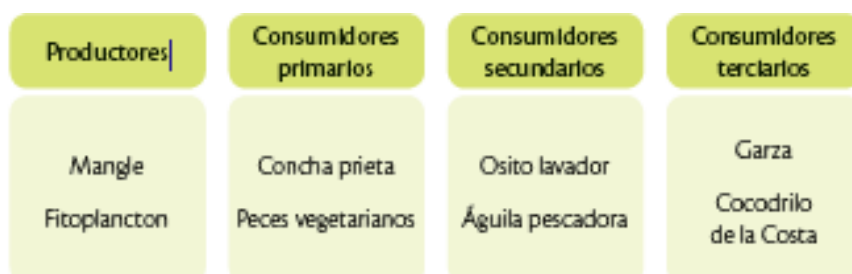 Productores
Consumidores
primarios
Consumidores
secundarios
Consumidores
terciarios
Mangle
Fitoplancton
Concha prieta
Peces vegetarianos
Osito lavador
Águila pescadora
Garza
Cocodrilo
de la Costa